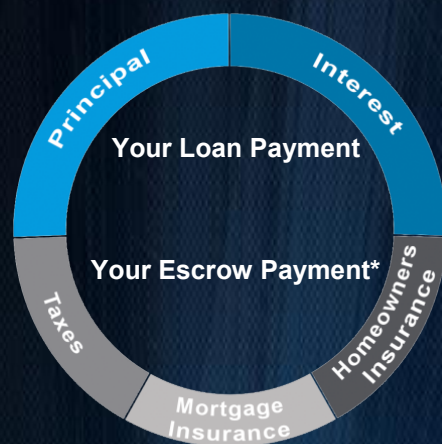 Principal
Interest
Your Loan Payment
Your Escrow Payment*
Taxes
Homeowners
Insurance
Mortgage
Insurance